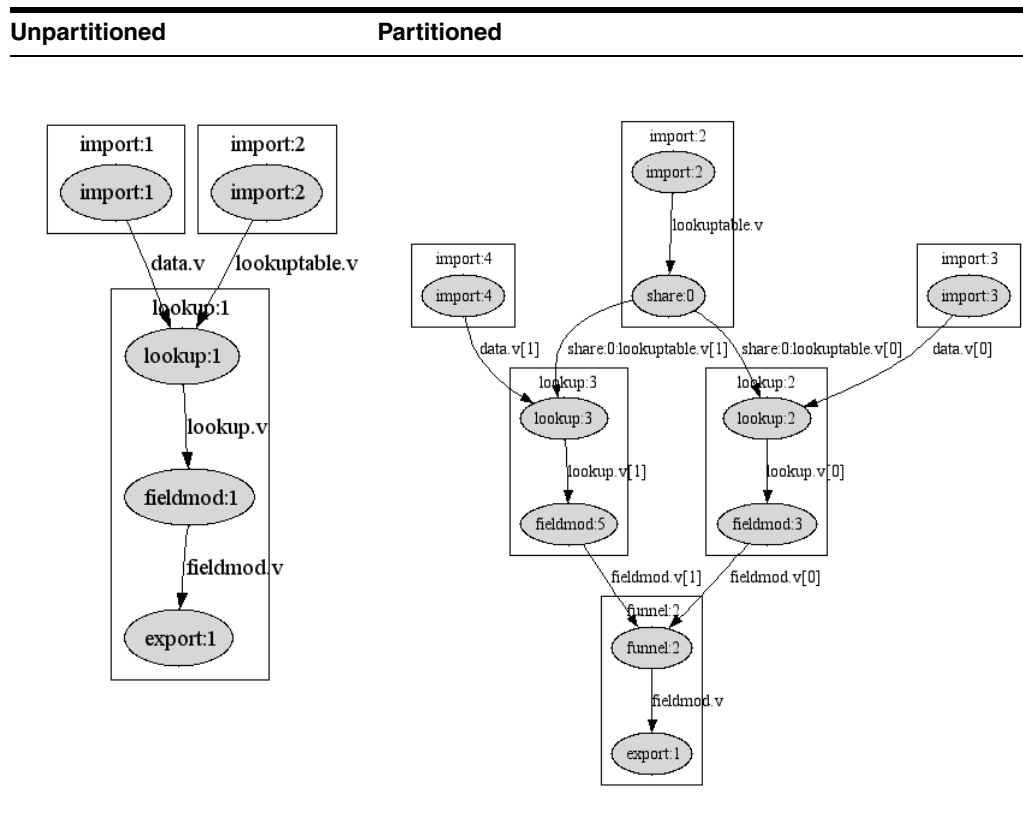 Unpartitioned
Partitioned
import:1
import:2
import:1
import:2
data.v
lookuptable.v
lookup:1
lookup:1
lookup.v
fieldmod:1
fieldmod.v
export:1
import:2
import:2
lookuptable.v
import:4
import:3
import:4
share:0
import:3
data.v[1]
share:0:lookuptable.v[1]
share:0:lookuptable.v[0]
data.v[0]
lookup:3
lookup:2
lookup:3
lookup:2
lookup.v[1]
lookup.v[0]
fieldmod:5
fieldmod:3
fieldmod.v[1]
fieldmod.v[0]
funnel:2
funnel:2
fieldmod.v
export:1